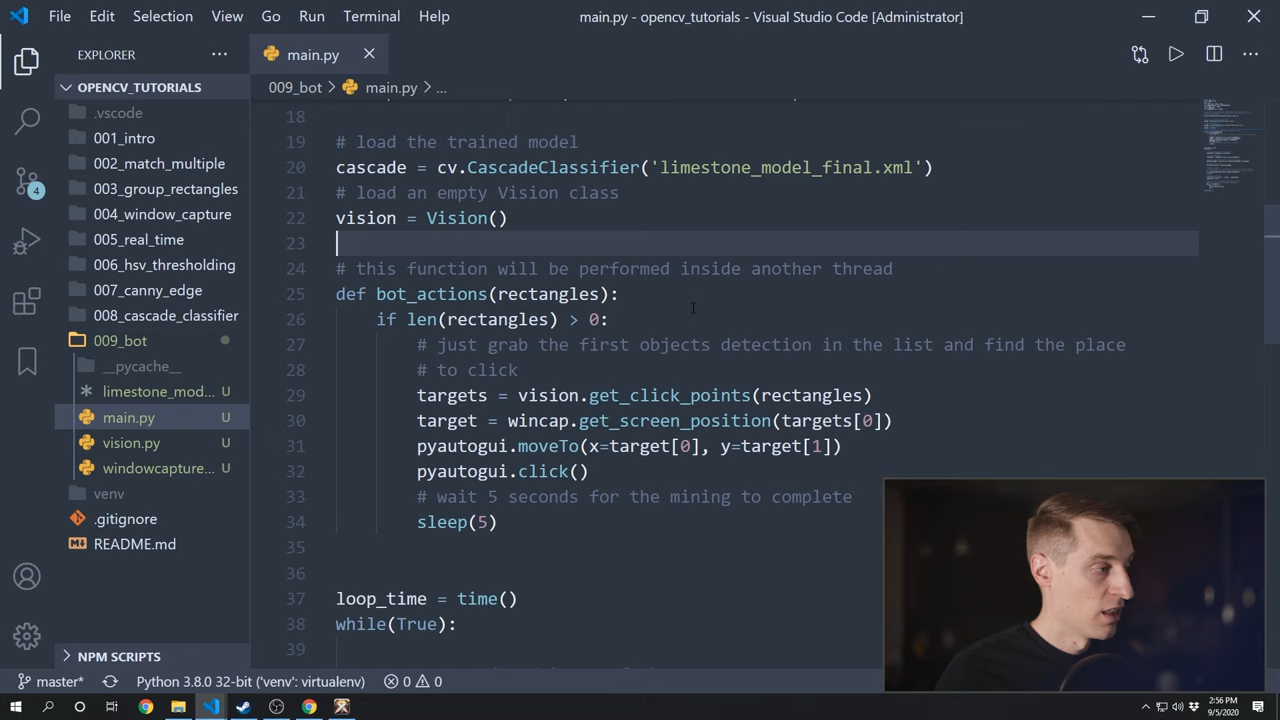 File Edit Selection View Go Run Terminal Help
main.py - opencv_tutorials - Visual Studio Code [Administrator]
EXPLORER
main.py
OPENCV_TUTORIALS
009_bot > main.py > ...
.vscode
001_intro
002_match_multiple
003_group_rectangles
004_window_capture
005_real_time
006_hsv_thresholding
007_canny_edge
008_cascade_classifier
009_bot
__pycache__
limestone_mod... U
main.py U
vision.py U
windowcapture... U
venv
.gitignore
README.md
NPM SCRIPTS
4
18
19 # load the trained model
20 cascade = cv.CascadeClassifier('limestone_model_final.xml')
21 # load an empty Vision class
22 vision = Vision()
23
24 # this function will be performed inside another thread
25 def bot_actions(rectangles):
26 if len(rectangles) > 0:
27 # just grab the first objects detection in the list and find the place
28 # to click
29 targets = vision.get_click_points(rectangles)
30 target = wincap.get_screen_position(targets[0])
31 pyautogui.moveTo(x=target[0], y=target[1])
32 pyautogui.click()
33 # wait 5 seconds for the mining to complete
34 sleep(5)
35
36
37 loop_time = time()
38 while(True):
39
master* Python 3.8.0 32-bit ('venv': virtualenv) 0 0
2:56 PM
9/5/2020